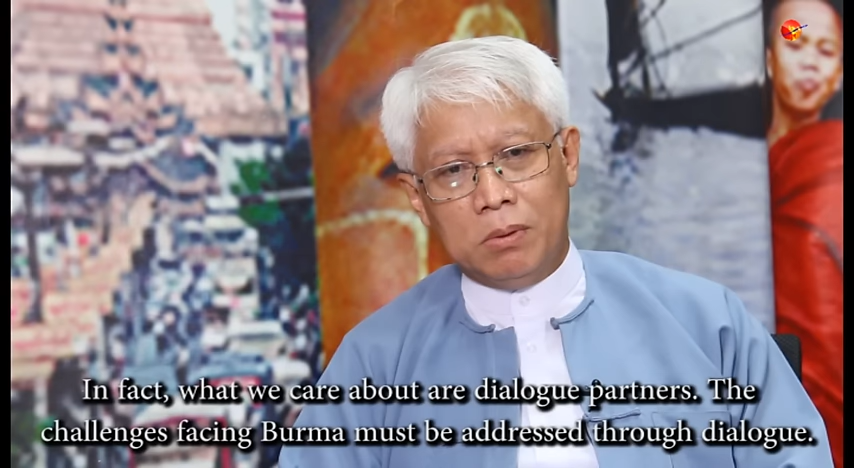 In fact, what we care about are dialogue partners. The
challenges facing Burma must be addressed through dialogue.